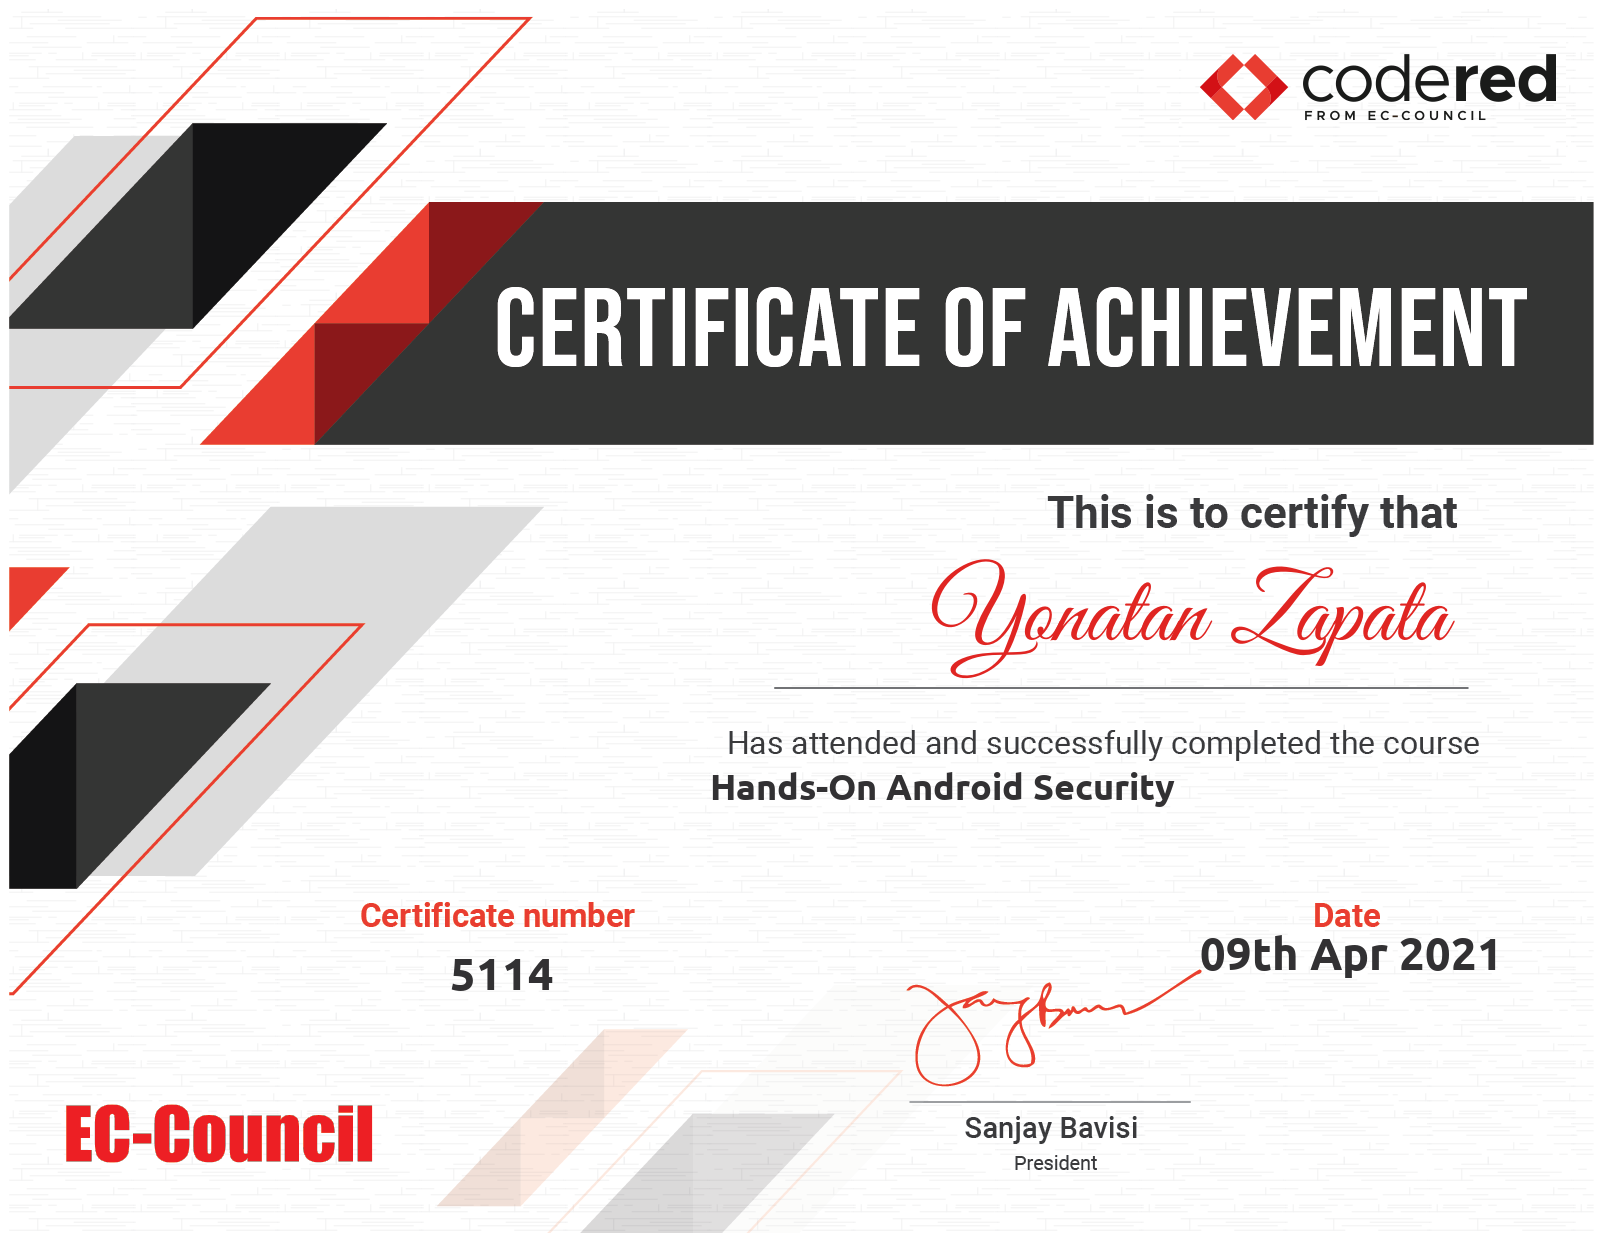 codered
FROM EC-COUNCIL
CERTIFICATE OF ACHIEVEMENT
This is to certify that
Yonatan Zapata
Has attended and successfully completed the course
Hands-On Android Security
Certificate number
5114
Date
09th Apr 2021
Sanjay Bavisi
President
EC-Council